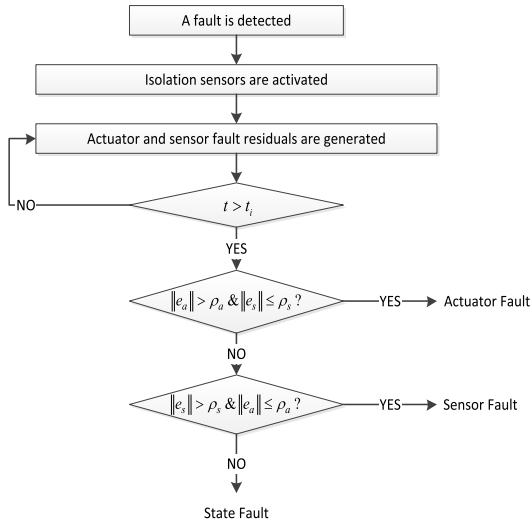 A fault is detected
Isolation sensors are activated
Actuator and sensor fault residuals are generated
t > t_i
NO
YES
‖e_a‖ > ρ_a & ‖e_s‖ ≤ ρ_s ?
YES
Actuator Fault
NO
‖e_s‖ > ρ_s & ‖e_a‖ ≤ ρ_a ?
YES
Sensor Fault
NO
State Fault